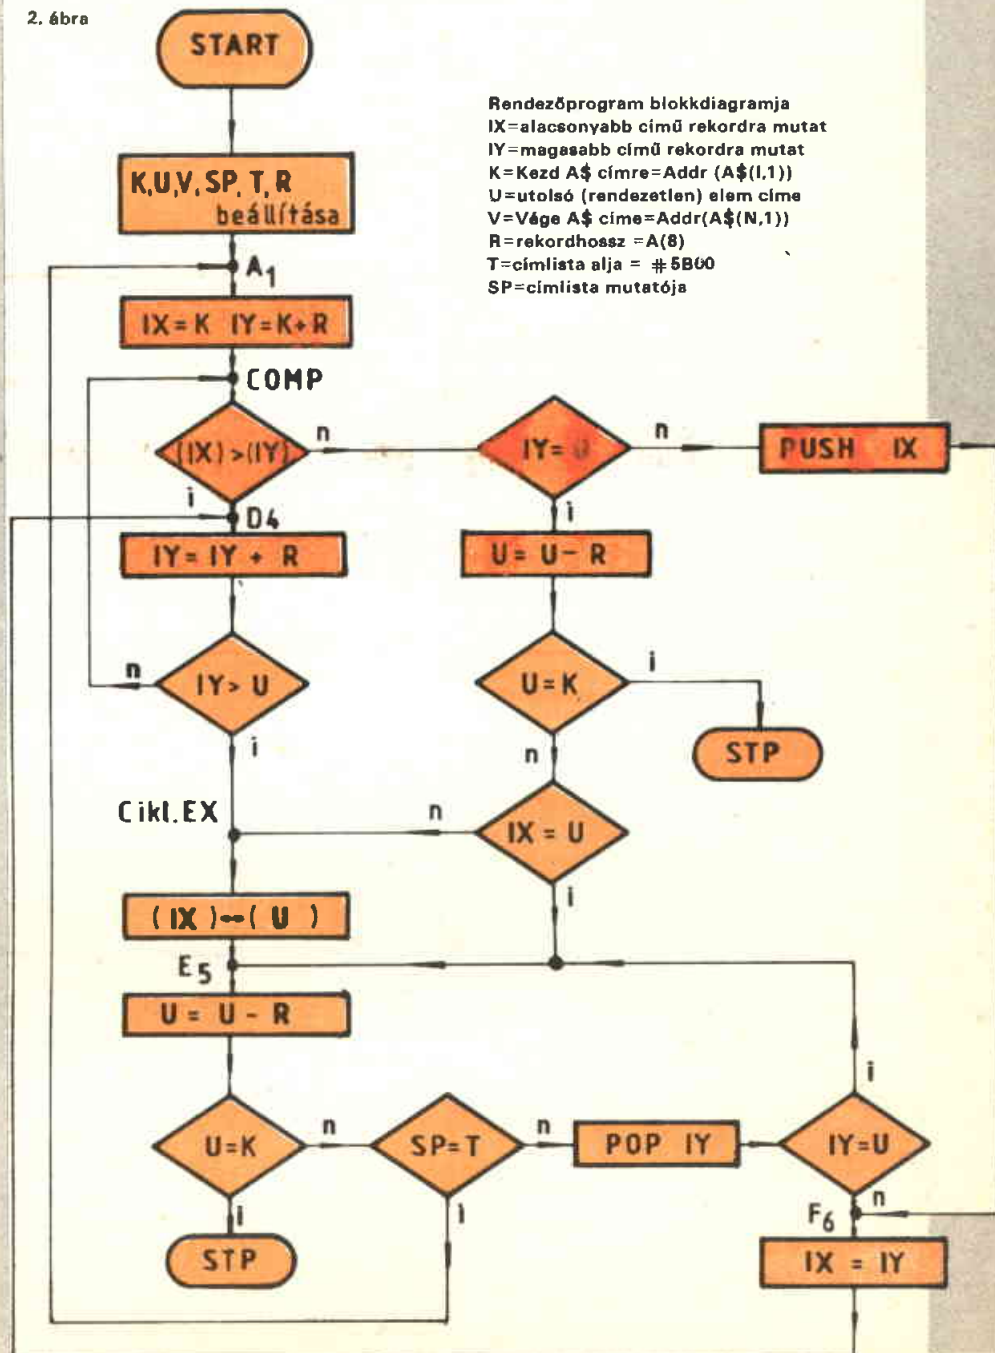 2. ábra
START
Rendezőprogram blokkdiagramja
IX=alacsonyabb című rekordra mutat
IY=magasabb című rekordra mutat
K=Kezd A$ címre=Addr (A$(I,1))
U=utolsó (rendezetlen) elem címe
V=Vége A$ címe=Addr(A$(N,1))
R=rekordhossz =A(8)
T=címlista alja = #5B00
SP=címlista mutatója
K,U,V,SP,T,R
beállítása
A1
IX=K IY=K+R
COMP
(IX)>(IY)
n
IY=
n
PUSH IX
i
D4
i
IY=IY + R
U=U-R
n
IY>U
U=K
i
i
n
STP
Cikl.EX
n
IX=U
i
(IX)↔(U)
E5
U=U-R
i
U=K
n
SP=T
n
POP IY
IY=U
i
i
n
F6
STP
IX = IY